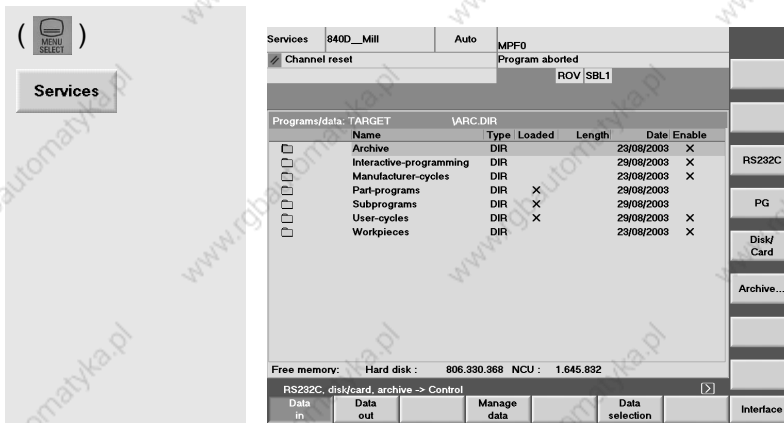 ( MENU SELECT )
Services
Services 840D__Mill Auto MPF0
// Channel reset Program aborted
ROV SBL1
Programs/data: TARGET \ARC.DIR
Name Type Loaded Length Date Enable
Archive DIR 23/08/2003 X
Interactive-programming DIR 29/08/2003 X
Manufacturer-cycles DIR 23/08/2003 X
Part-programs DIR X 29/08/2003
Subprograms DIR X 29/08/2003
User-cycles DIR X 29/08/2003 X
Workpieces DIR 23/08/2003 X
Free memory: Hard disk : 806.330.368 NCU : 1.645.832
RS232C, disk/card, archive -> Control
Data in
Data out
Manage data
Data selection
RS232C
PG
Disk/
Card
Archive...
Interface
www.rgbautomatyka.pl